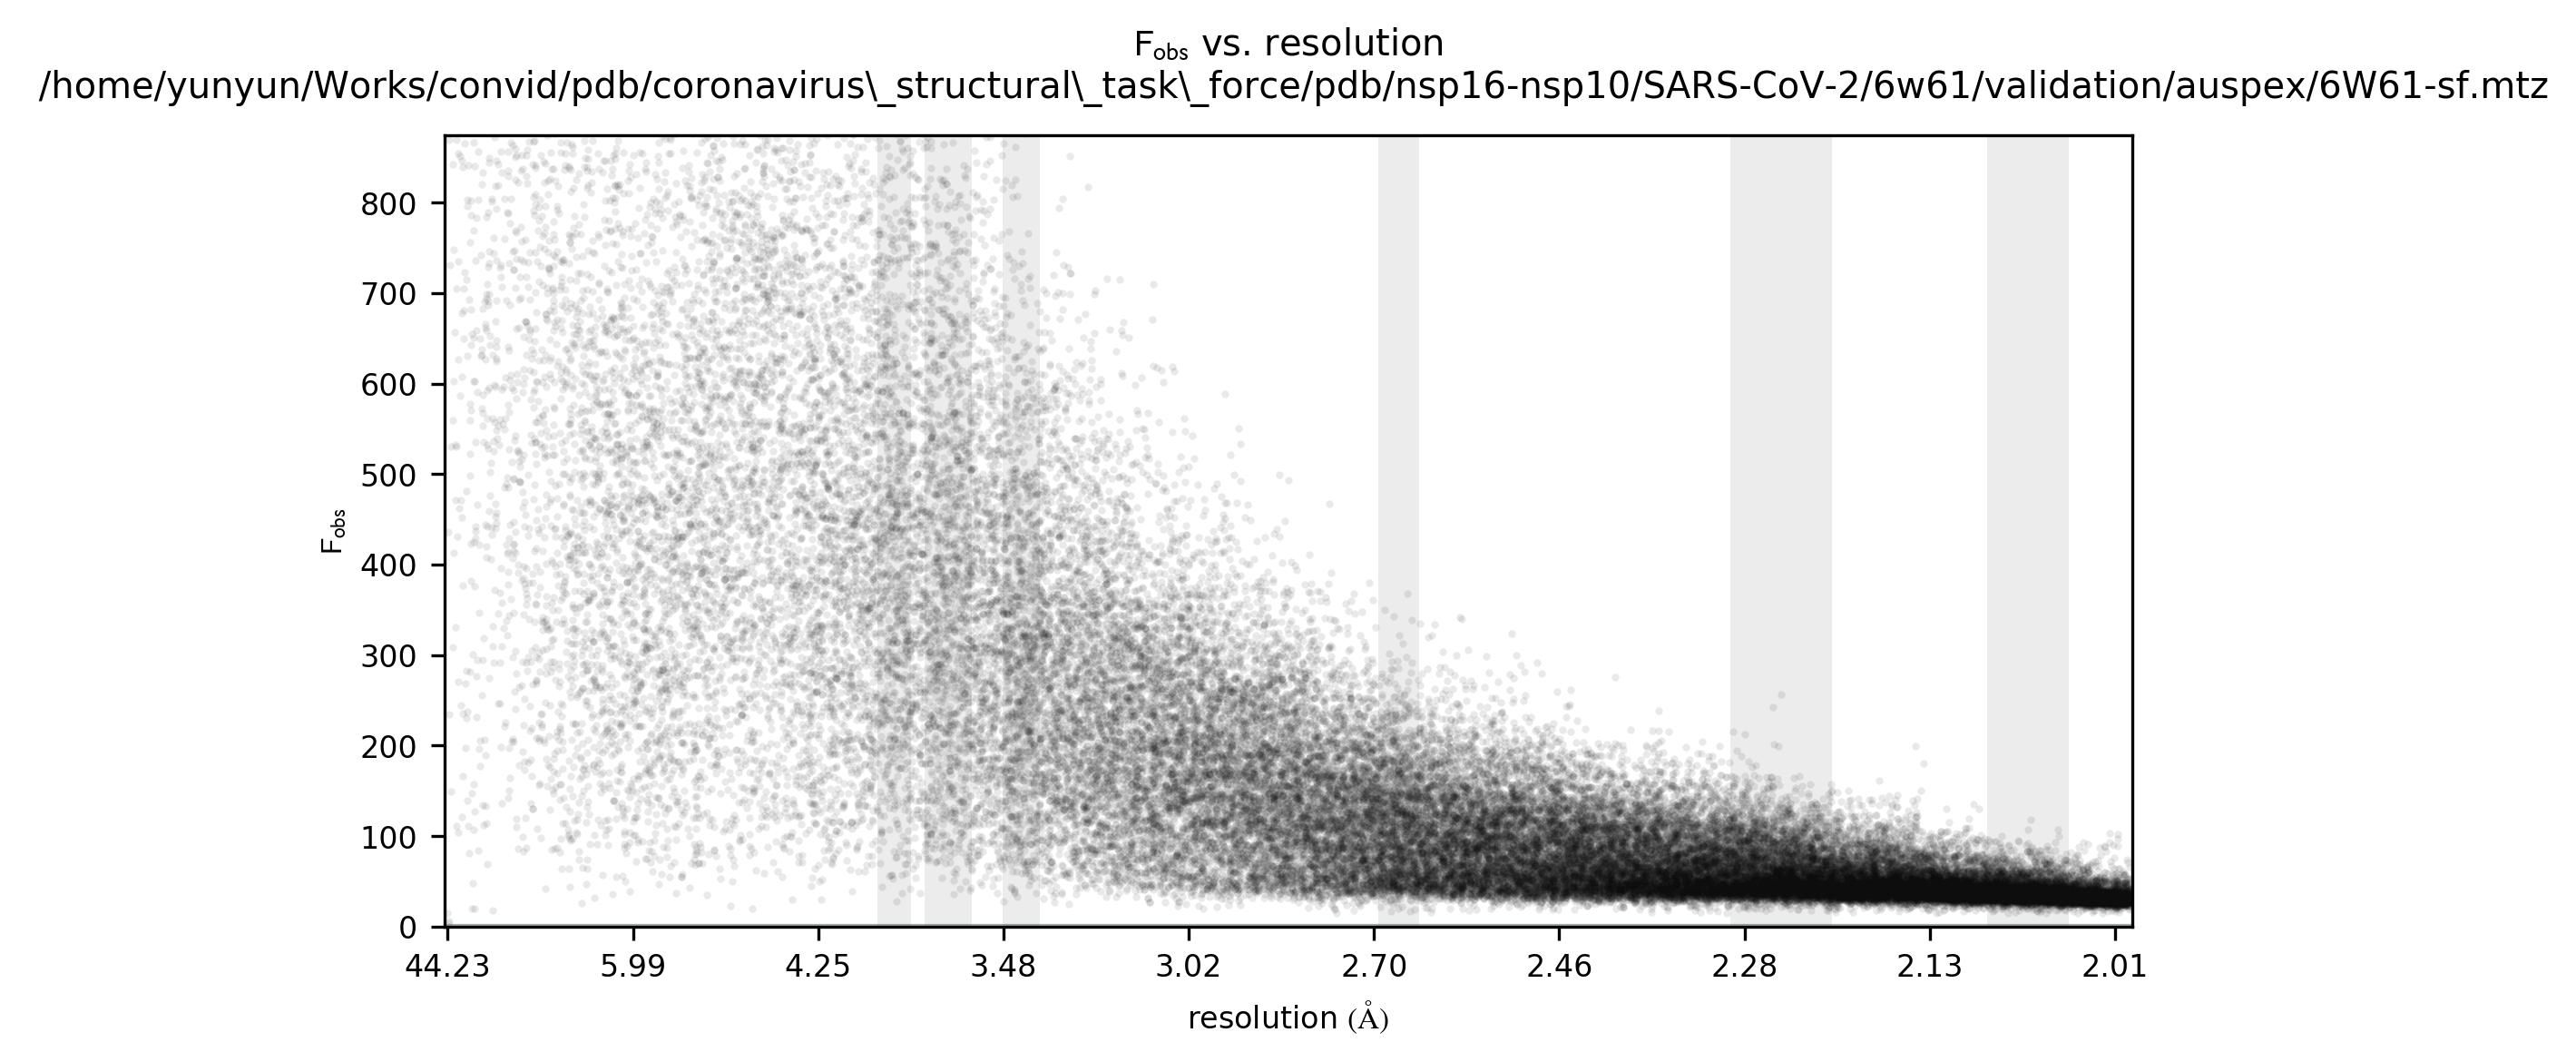 Fobs vs. resolution
/home/yunyun/Works/convid/pdb/coronavirus\_structural\_task\_force/pdb/nsp16-nsp10/SARS-CoV-2/6w61/validation/auspex/6W61-sf.mtz
800
700
600
500
400
300
200
100
0
Fobs
44.23 5.99 4.25 3.48 3.02 2.70 2.46 2.28 2.13 2.01
resolution (Å)